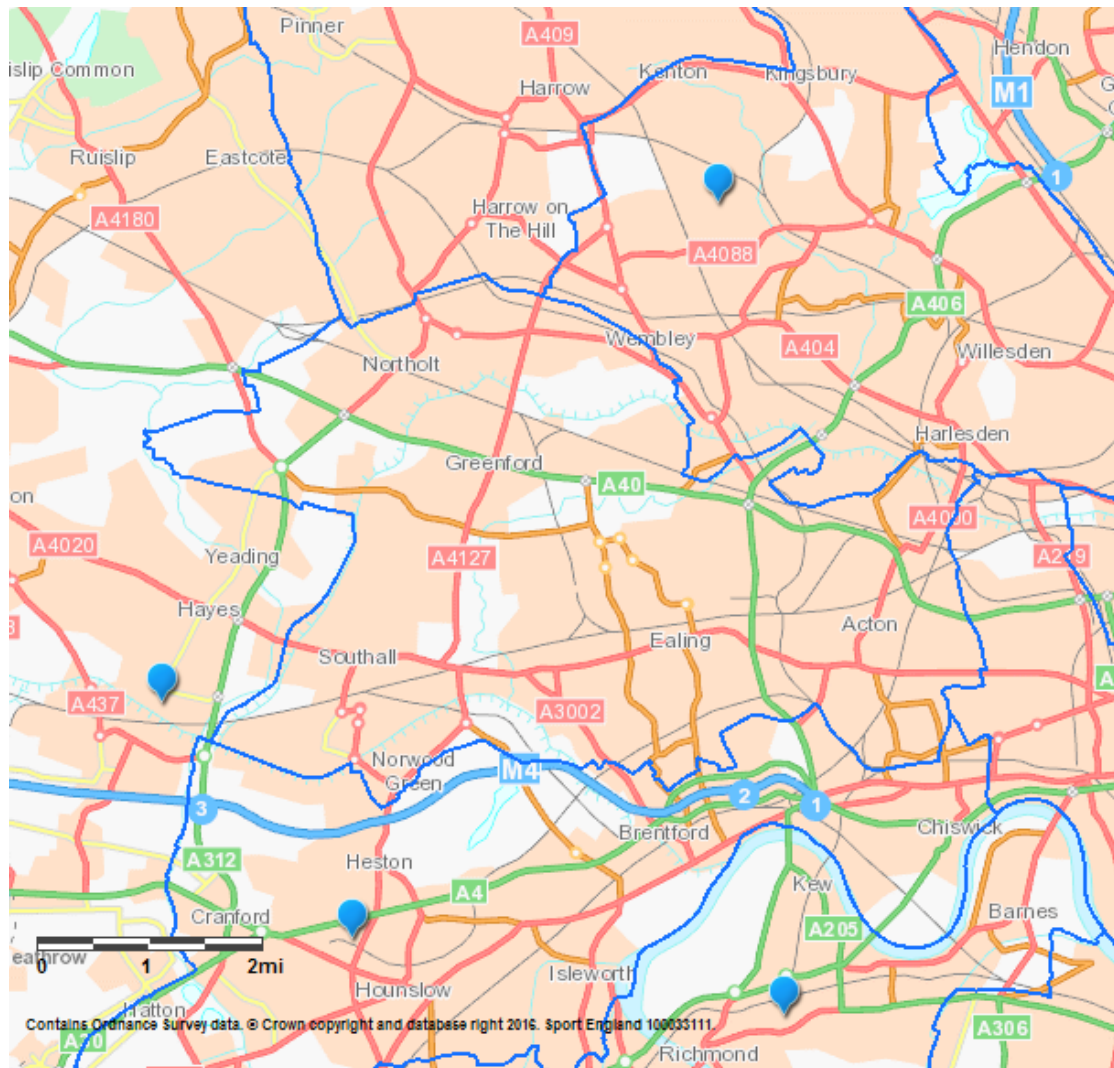 Pinner
A409
Hendon
islip Common
Kenton
Kingsbury
Harrow
M1
Ruislip
Eastcote
1
A4180
Harrow on
The Hill
A4088
A406
Wembley
A404
Willesden
Northolt
Harlesden
Greenford
A40
on
A4020
A4127
Yeading
Hayes
Ealing
Acton
Southall
A437
A3002
Norwood
Green
M4
3
2
1
Brentford
Chiswick
A312
Heston
A4
Kew
Cranford
A205
Barnes
0 1 2mi
eathrow
Isleworth
Hounslow
Hatton
Contains Ordnance Survey data. © Crown copyright and database right 2016. Sport England 100033111.
A30
A306
Richmond